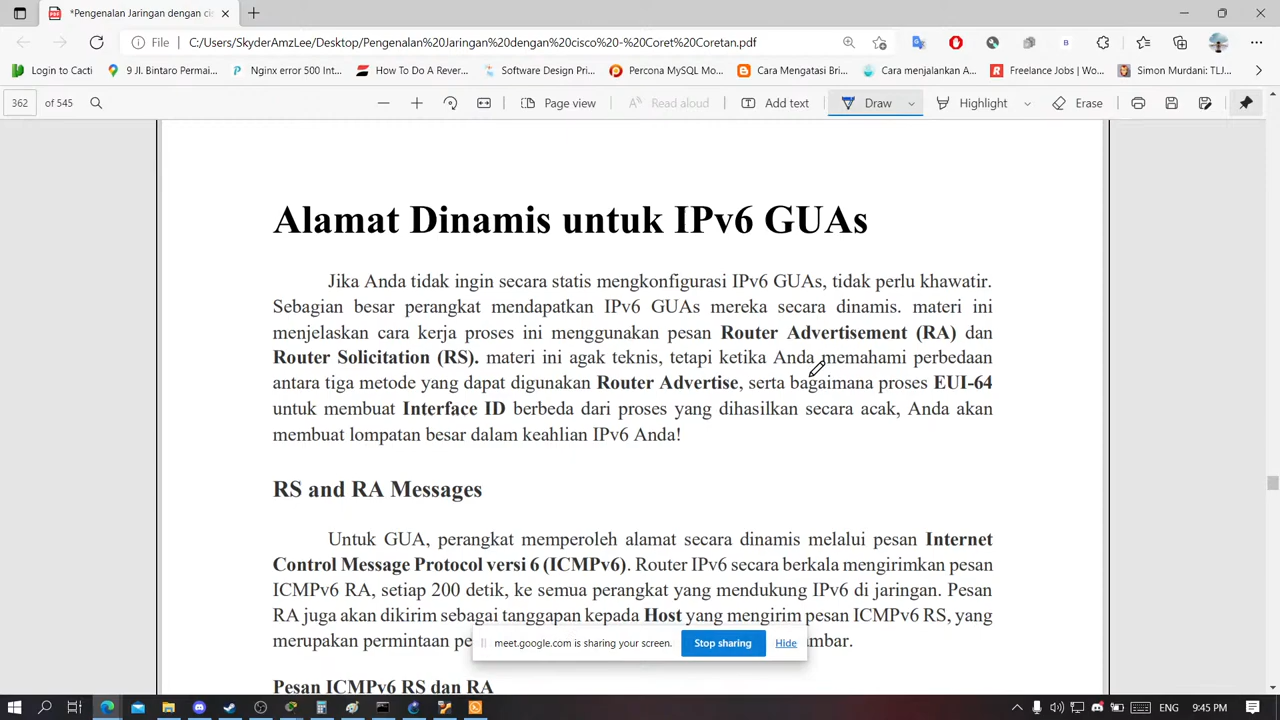 *Pengenalan Jaringan dengan cis
File C:/Users/SkyderAmzLee/Desktop/Pengenalan%20Jaringan%20dengan%20cisco%20-%20Coret%20Coretan.pdf
Login to Cacti 9 Jl. Bintaro Permai... Nginx error 500 Int... How To Do A Rever... Software Design Pri... Percona MySQL Mo... Cara Mengatasi Bri... Cara menjalankan A... Freelance Jobs | Wo... Simon Murdani: TLJ...
362 of 545 Page view Read aloud Add text Draw Highlight Erase
Alamat Dinamis untuk IPv6 GUAs
Jika Anda tidak ingin secara statis mengkonfigurasi IPv6 GUAs, tidak perlu khawatir.
Sebagian besar perangkat mendapatkan IPv6 GUAs mereka secara dinamis. materi ini
menjelaskan cara kerja proses ini menggunakan pesan Router Advertisement (RA) dan
Router Solicitation (RS). materi ini agak teknis, tetapi ketika Anda memahami perbedaan
antara tiga metode yang dapat digunakan Router Advertise, serta bagaimana proses EUI-64
untuk membuat Interface ID berbeda dari proses yang dihasilkan secara acak, Anda akan
membuat lompatan besar dalam keahlian IPv6 Anda!
RS and RA Messages
Untuk GUA, perangkat memperoleh alamat secara dinamis melalui pesan Internet
Control Message Protocol versi 6 (ICMPv6). Router IPv6 secara berkala mengirimkan pesan
ICMPv6 RA, setiap 200 detik, ke semua perangkat yang mendukung IPv6 di jaringan. Pesan
RA juga akan dikirim sebagai tanggapan kepada Host yang mengirim pesan ICMPv6 RS, yang
merupakan permintaan pe mbar.
meet.google.com is sharing your screen. Stop sharing Hide
Pesan ICMPv6 RS dan RA
ENG 9:45 PM